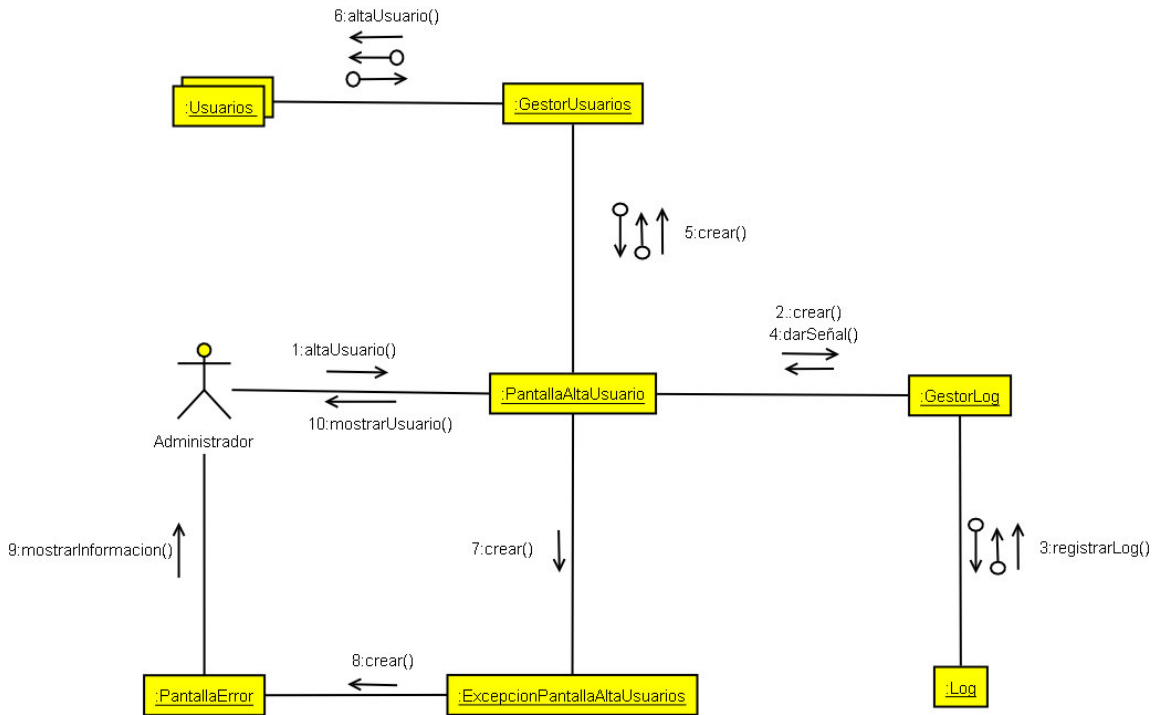 6:altaUsuario()
:Usuarios
:GestorUsuarios
5:crear()
2.:crear()
4:darSeñal()
1:altaUsuario()
:PantallaAltaUsuario
:GestorLog
10:mostrarUsuario()
Administrador
9:mostrarInformacion()
7:crear()
3:registrarLog()
8:crear()
:PantallaError
:ExcepcionPantallaAltaUsuarios
:Log